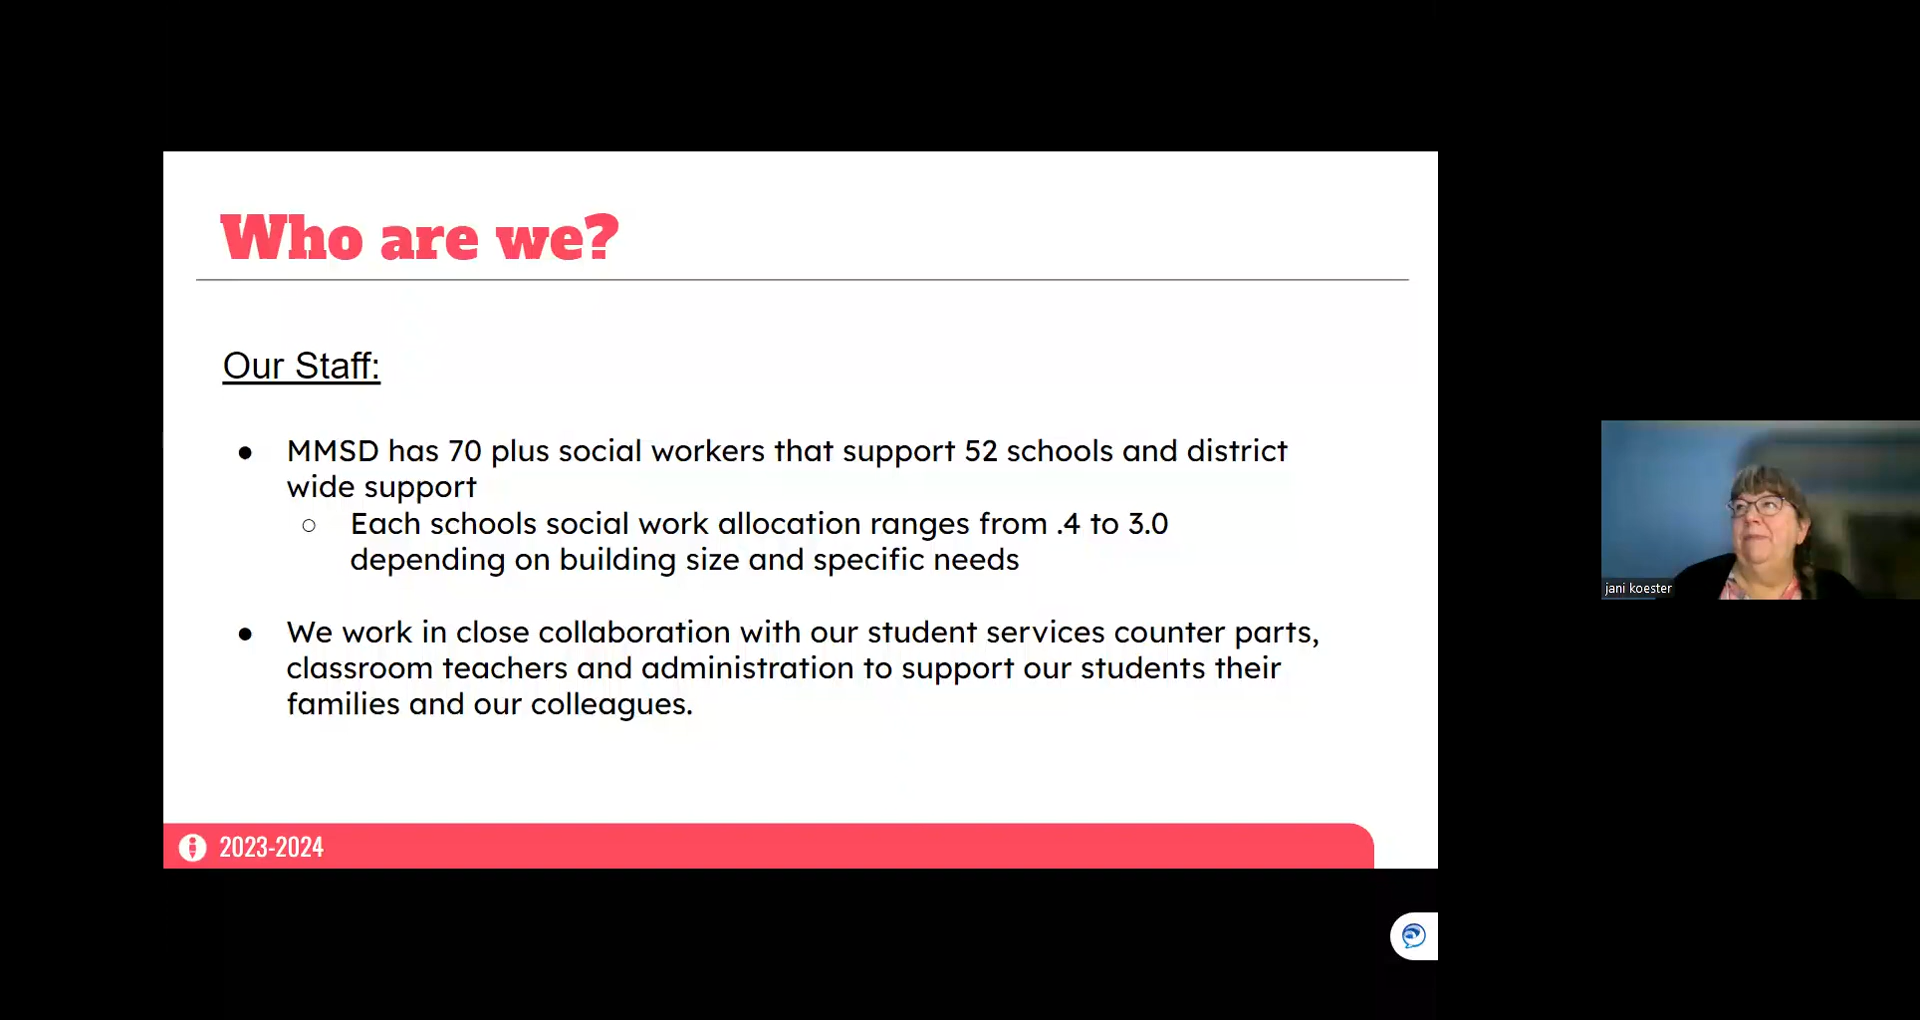 Who are we?
Our Staff:
● MMSD has 70 plus social workers that support 52 schools and district
wide support
○ Each schools social work allocation ranges from .4 to 3.0
depending on building size and specific needs
● We work in close collaboration with our student services counter parts,
classroom teachers and administration to support our students their
families and our colleagues.
2023-2024
jani koester